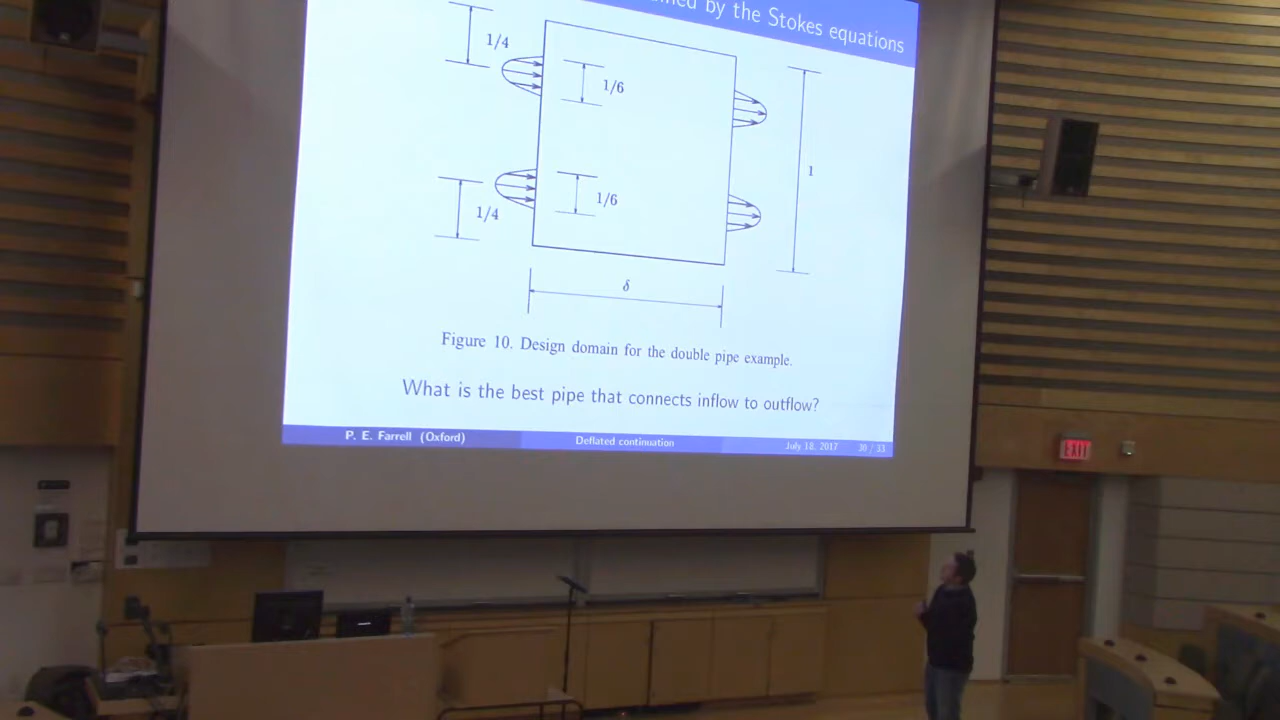 by the Stokes equations
1/4
1/6
1
1/4
1/6
δ
Figure 10. Design domain for the double pipe example.
What is the best pipe that connects inflow to outflow?
P. E. Farrell (Oxford) Deflated continuation July 18, 2017 30 / 33
EXIT